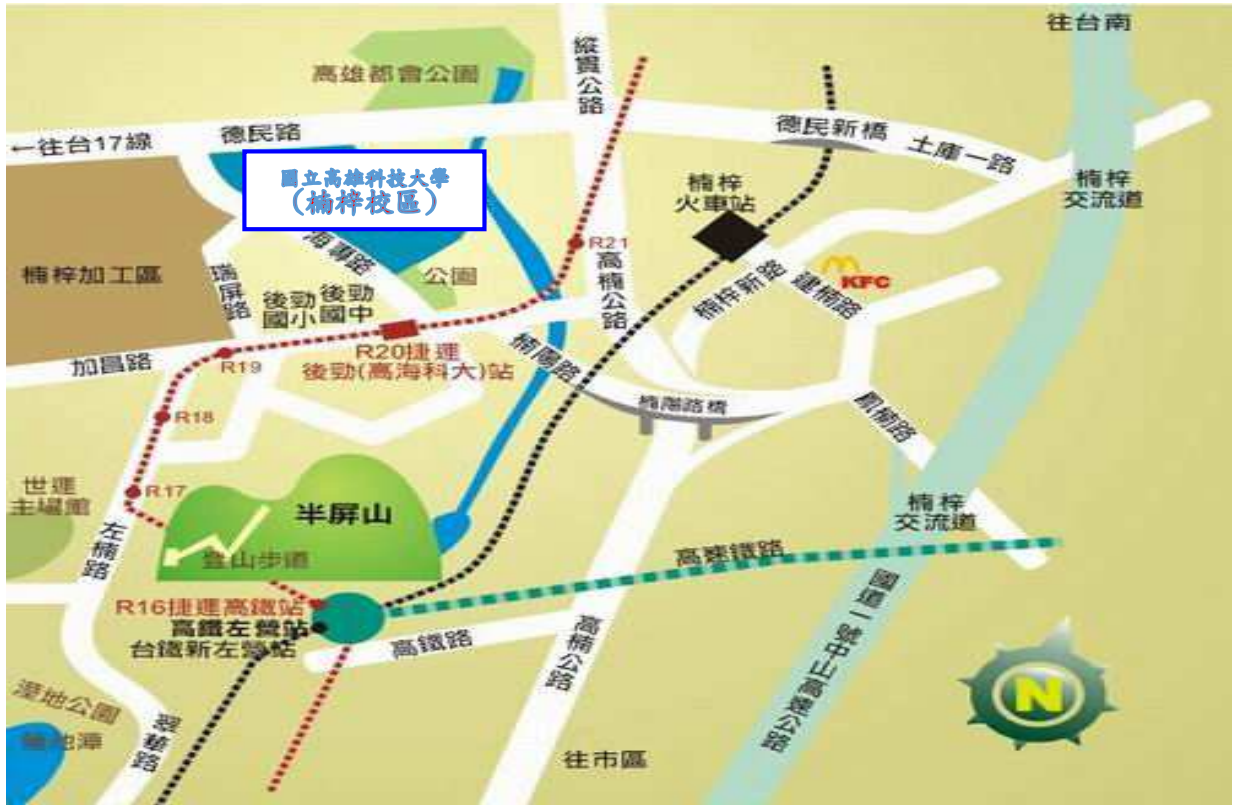 往台南
縱貫公路
高雄都會公園
德民路
←往台17線
德民新橋
土庫一路
國立高雄科技大學
(楠梓校區)
楠梓
火車站
楠梓
交流道
海專路
R21
高楠公路
楠梓加工區
瑞屏路
公園
後勁
國小
後勁
國中
楠梓新路
建楠路
KFC
加昌路
R19
R20捷運
後勁(高海科大)站
楠陽路
楠陽路橋
鳳楠路
R18
世運
主場館
R17
半屏山
登山步道
左楠路
楠梓
交流道
高速鐵路
國道一號中山高速公路
R16捷運高鐵站
高鐵左營站
台鐵新左營站
高鐵路
高楠公路
N
溼地公園
翠華路
往市區